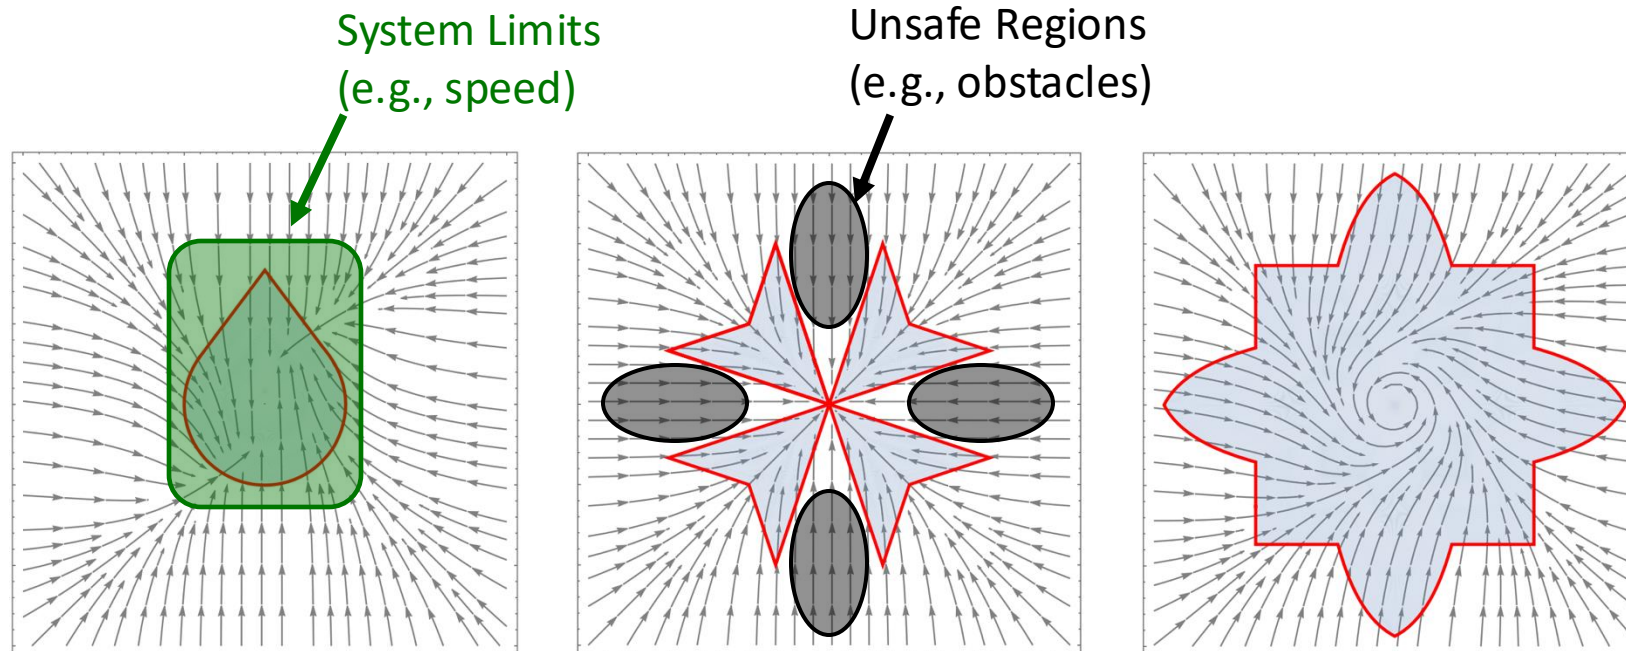 System Limits
(e.g., speed)
Unsafe Regions
(e.g., obstacles)